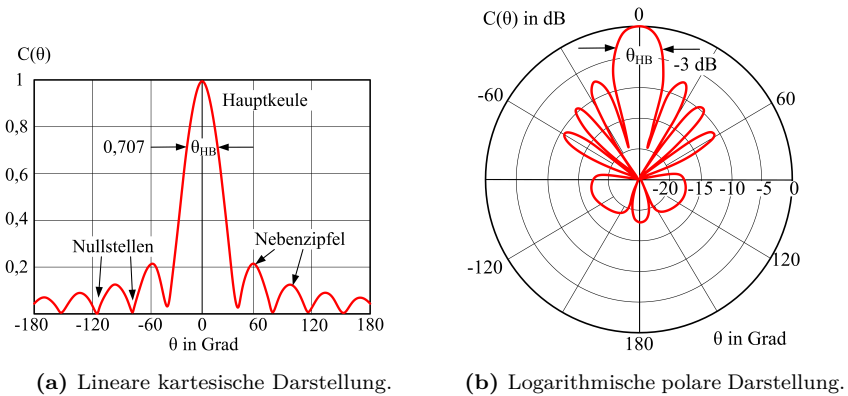 C(θ)
1
0,8
0,6
0,4
0,2
0,707
θHB
Hauptkeule
Nullstellen
Nebenzipfel
-180 -120 -60 0 60 120 180
θ in Grad
(a) Lineare kartesische Darstellung.
C(θ) in dB
0
θHB
-3 dB
-60
60
-20 -15 -10 -5 0
-120
120
180
θ in Grad
(b) Logarithmische polare Darstellung.